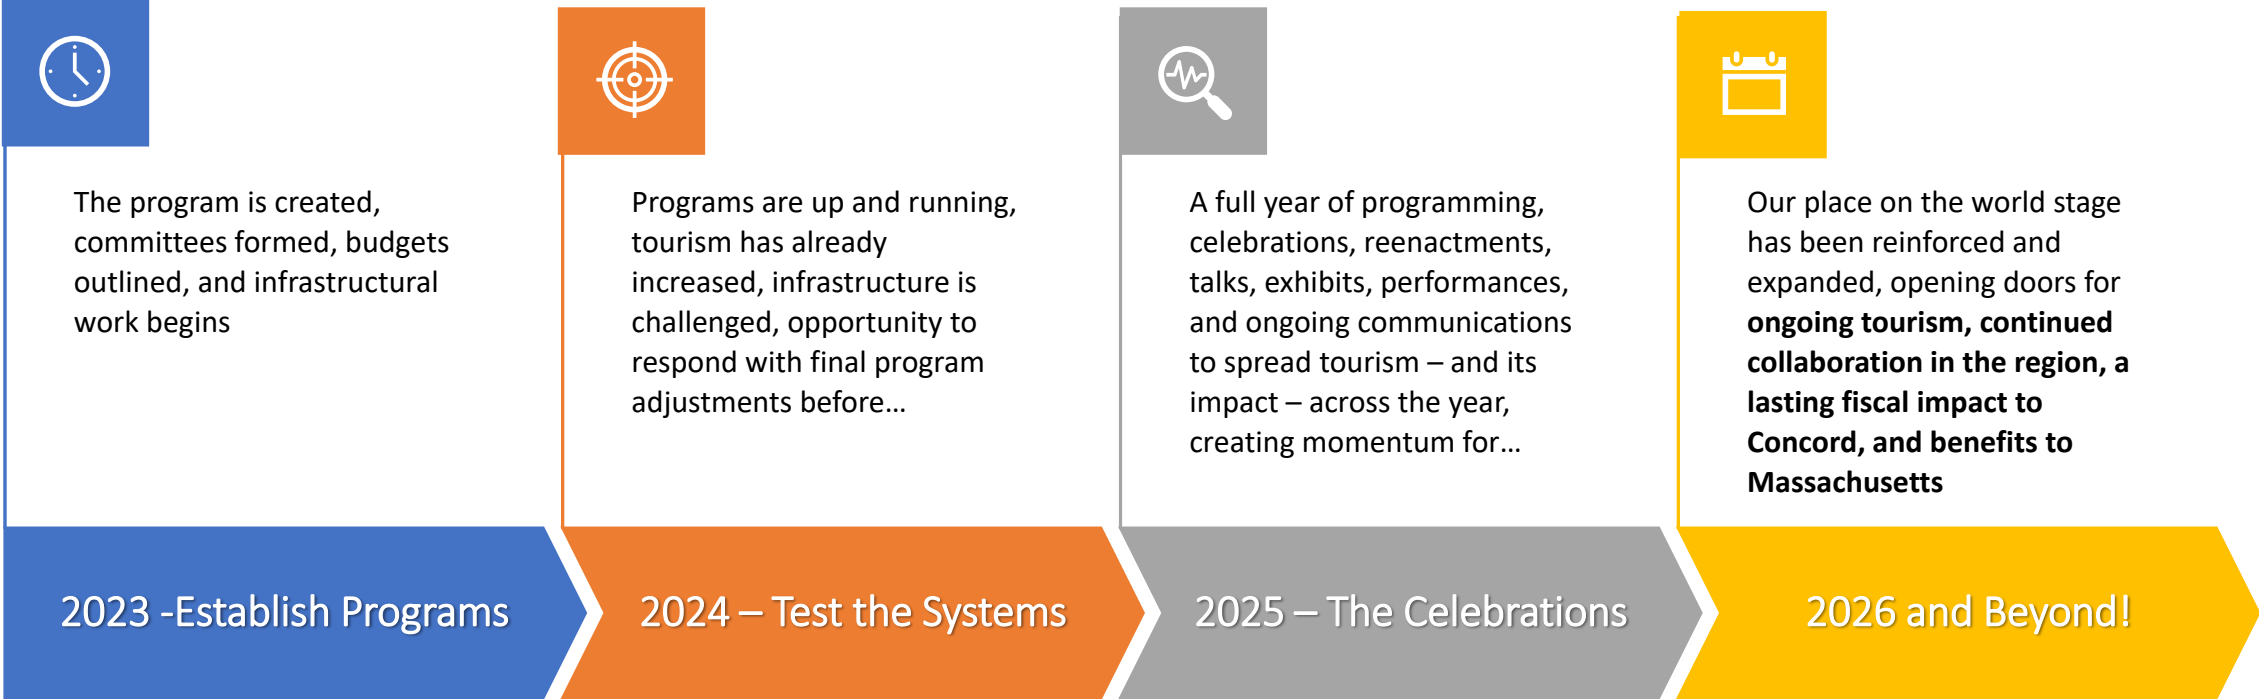 The program is created,
committees formed, budgets
outlined, and infrastructural
work begins
2023 -Establish Programs
Programs are up and running,
tourism has already
increased, infrastructure is
challenged, opportunity to
respond with final program
adjustments before…
2024 – Test the Systems
A full year of programming,
celebrations, reenactments,
talks, exhibits, performances,
and ongoing communications
to spread tourism – and its
impact – across the year,
creating momentum for…
2025 – The Celebrations
Our place on the world stage
has been reinforced and
expanded, opening doors for
ongoing tourism, continued
collaboration in the region, a
lasting fiscal impact to
Concord, and benefits to
Massachusetts
2026 and Beyond!